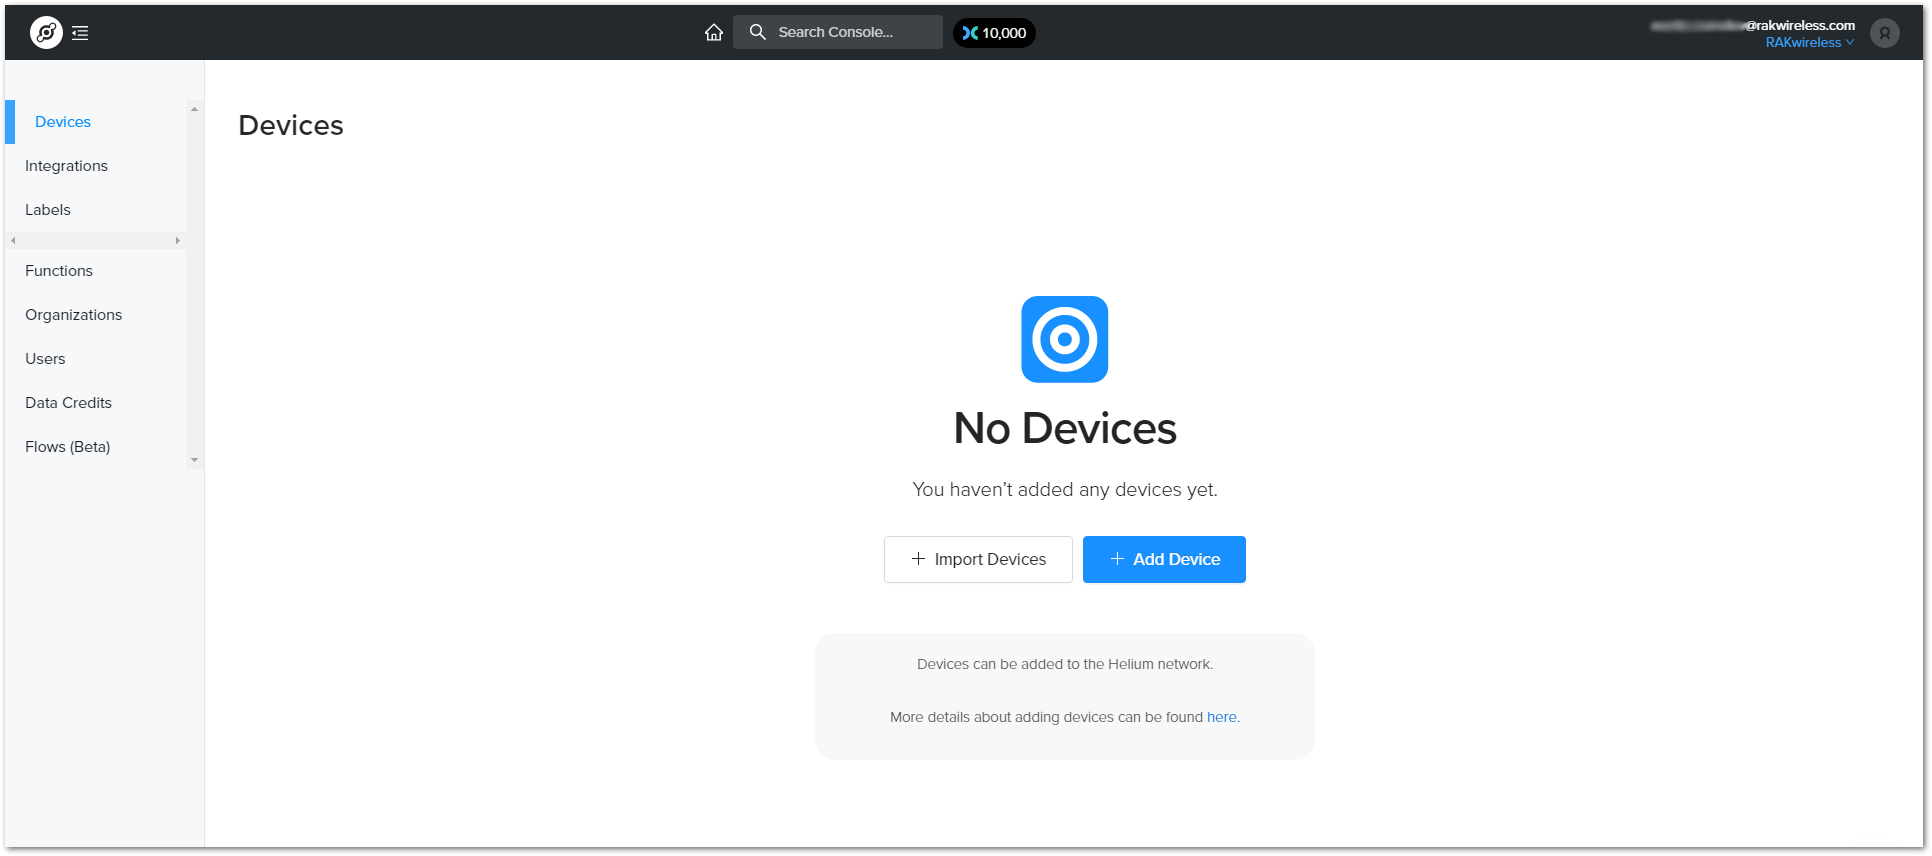 Search Console...
10,000
@rakwireless.com
RAKwireless
Devices
Integrations
Labels
Functions
Organizations
Users
Data Credits
Flows (Beta)
Devices
No Devices
You haven’t added any devices yet.
Import Devices
Add Device
Devices can be added to the Helium network.
More details about adding devices can be found here.